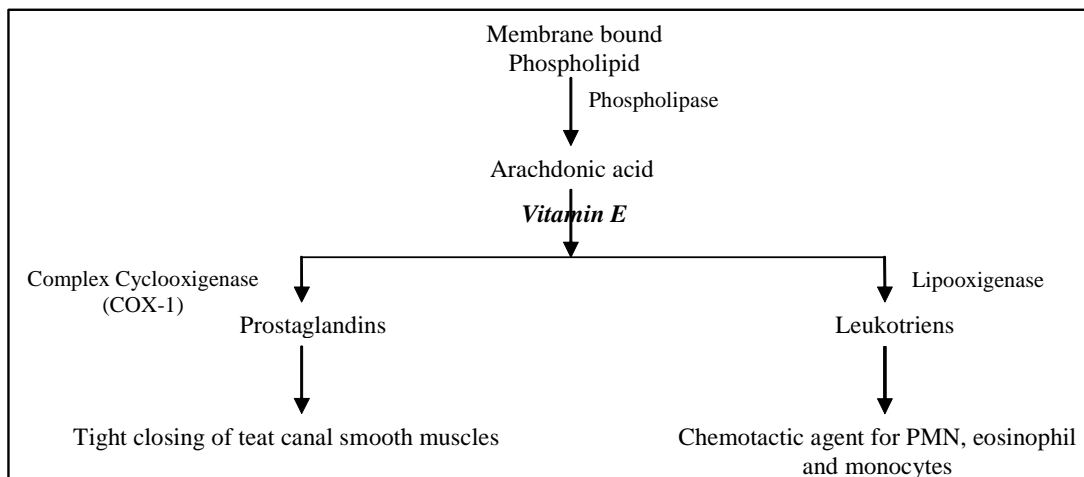 Membrane bound
Phospholipid
Phospholipase
Arachdonic acid
Vitamin E
Complex Cyclooxigenase
(COX-1)
Lipooxigenase
Prostaglandins
Leukotriens
Tight closing of teat canal smooth muscles
Chemotactic agent for PMN, eosinophil
and monocytes